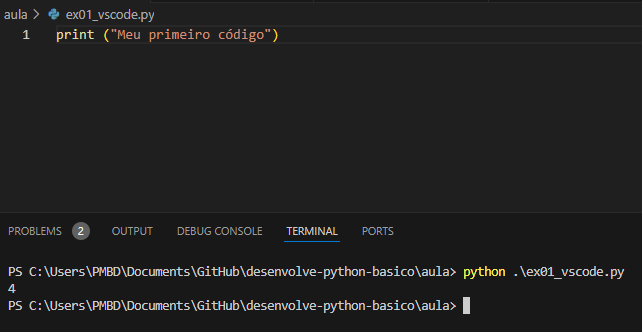 aula > ex01_vscode.py
1 print ("Meu primeiro código")
PROBLEMS 2 OUTPUT DEBUG CONSOLE TERMINAL PORTS
PS C:\Users\PMBD\Documents\GitHub\desenvolve-python-basico\aula> python .\ex01_vscode.py
4
PS C:\Users\PMBD\Documents\GitHub\desenvolve-python-basico\aula>